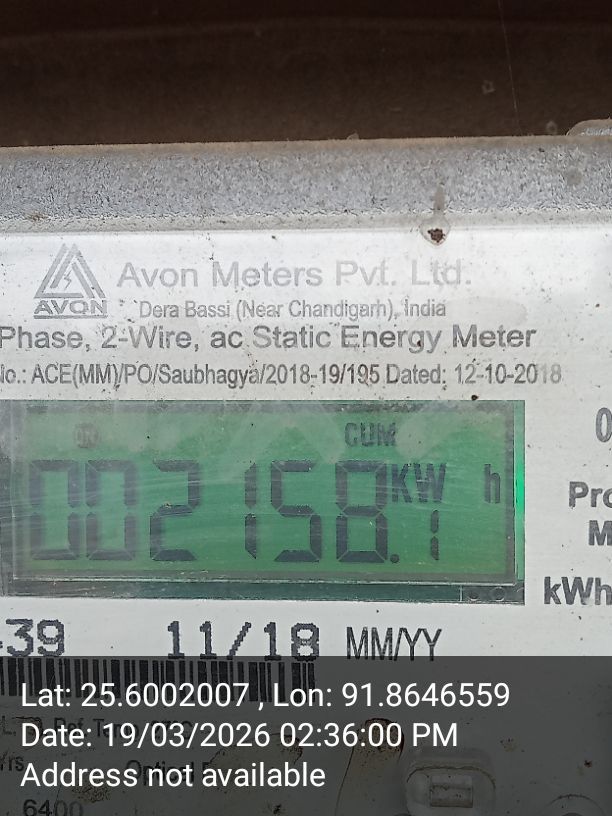 AVON
Avon Meters Pvt. Ltd.
Dera Bassi (Near Chandigarh), India
Phase, 2-Wire, ac Static Energy Meter
No.: ACE(MM)/PO/Saubhagya/2018-19/195 Dated: 12-10-2018
CUM
002158.1 KW h
kWh
39 11/18 MM/YY
Lat: 25.6002007 , Lon: 91.8646559
Date: 19/03/2026 02:36:00 PM
Address not available
6400